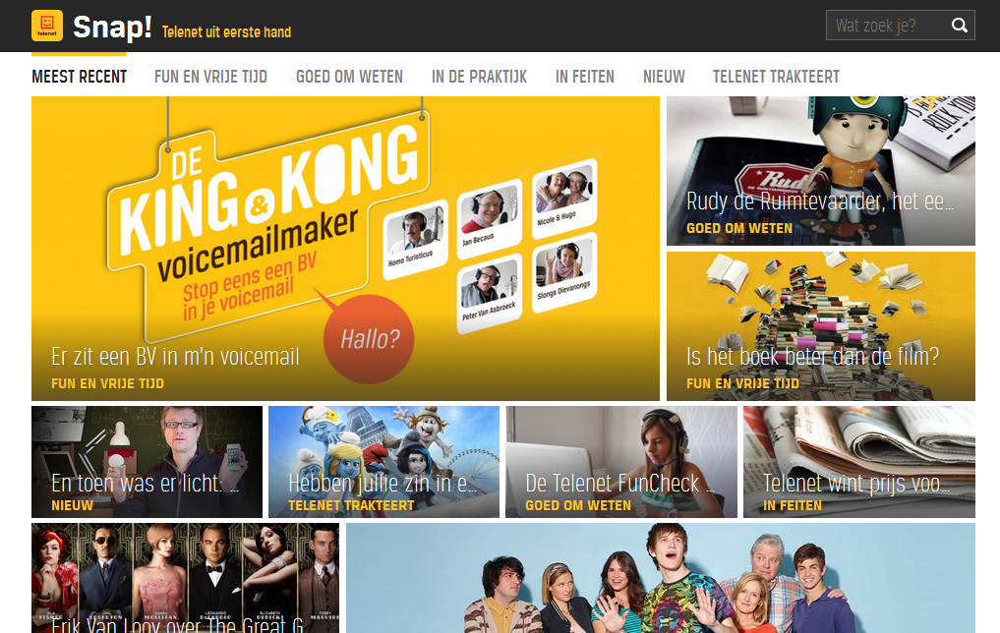 telenet
Snap! Telenet uit eerste hand
Wat zoek je?
MEEST RECENT FUN EN VRIJE TIJD GOED OM WETEN IN DE PRAKTIJK IN FEITEN NIEUW TELENET TRAKTEERT
DE
KING & KONG
voicemailmaker
Stop eens een BV
in je voicemail
Hallo?
Homo Turisticus
Jan Becaus
Nicole & Hugo
Peter Van Asbroeck
Slongs Dievanongs
Er zit een BV in m'n voicemail
FUN EN VRIJE TIJD
ROCK YOU
Rudy
Rudy de Ruimtevaarder, het ee...
GOED OM WETEN
Is het boek beter dan de film?
FUN EN VRIJE TIJD
En toen was er licht: ...
NIEUW
Hebben jullie zin in e...
TELENET TRAKTEERT
De Telenet FunCheck ...
GOED OM WETEN
Telenet wint prijs voo...
IN FEITEN
Erik Van Looy over The Great G